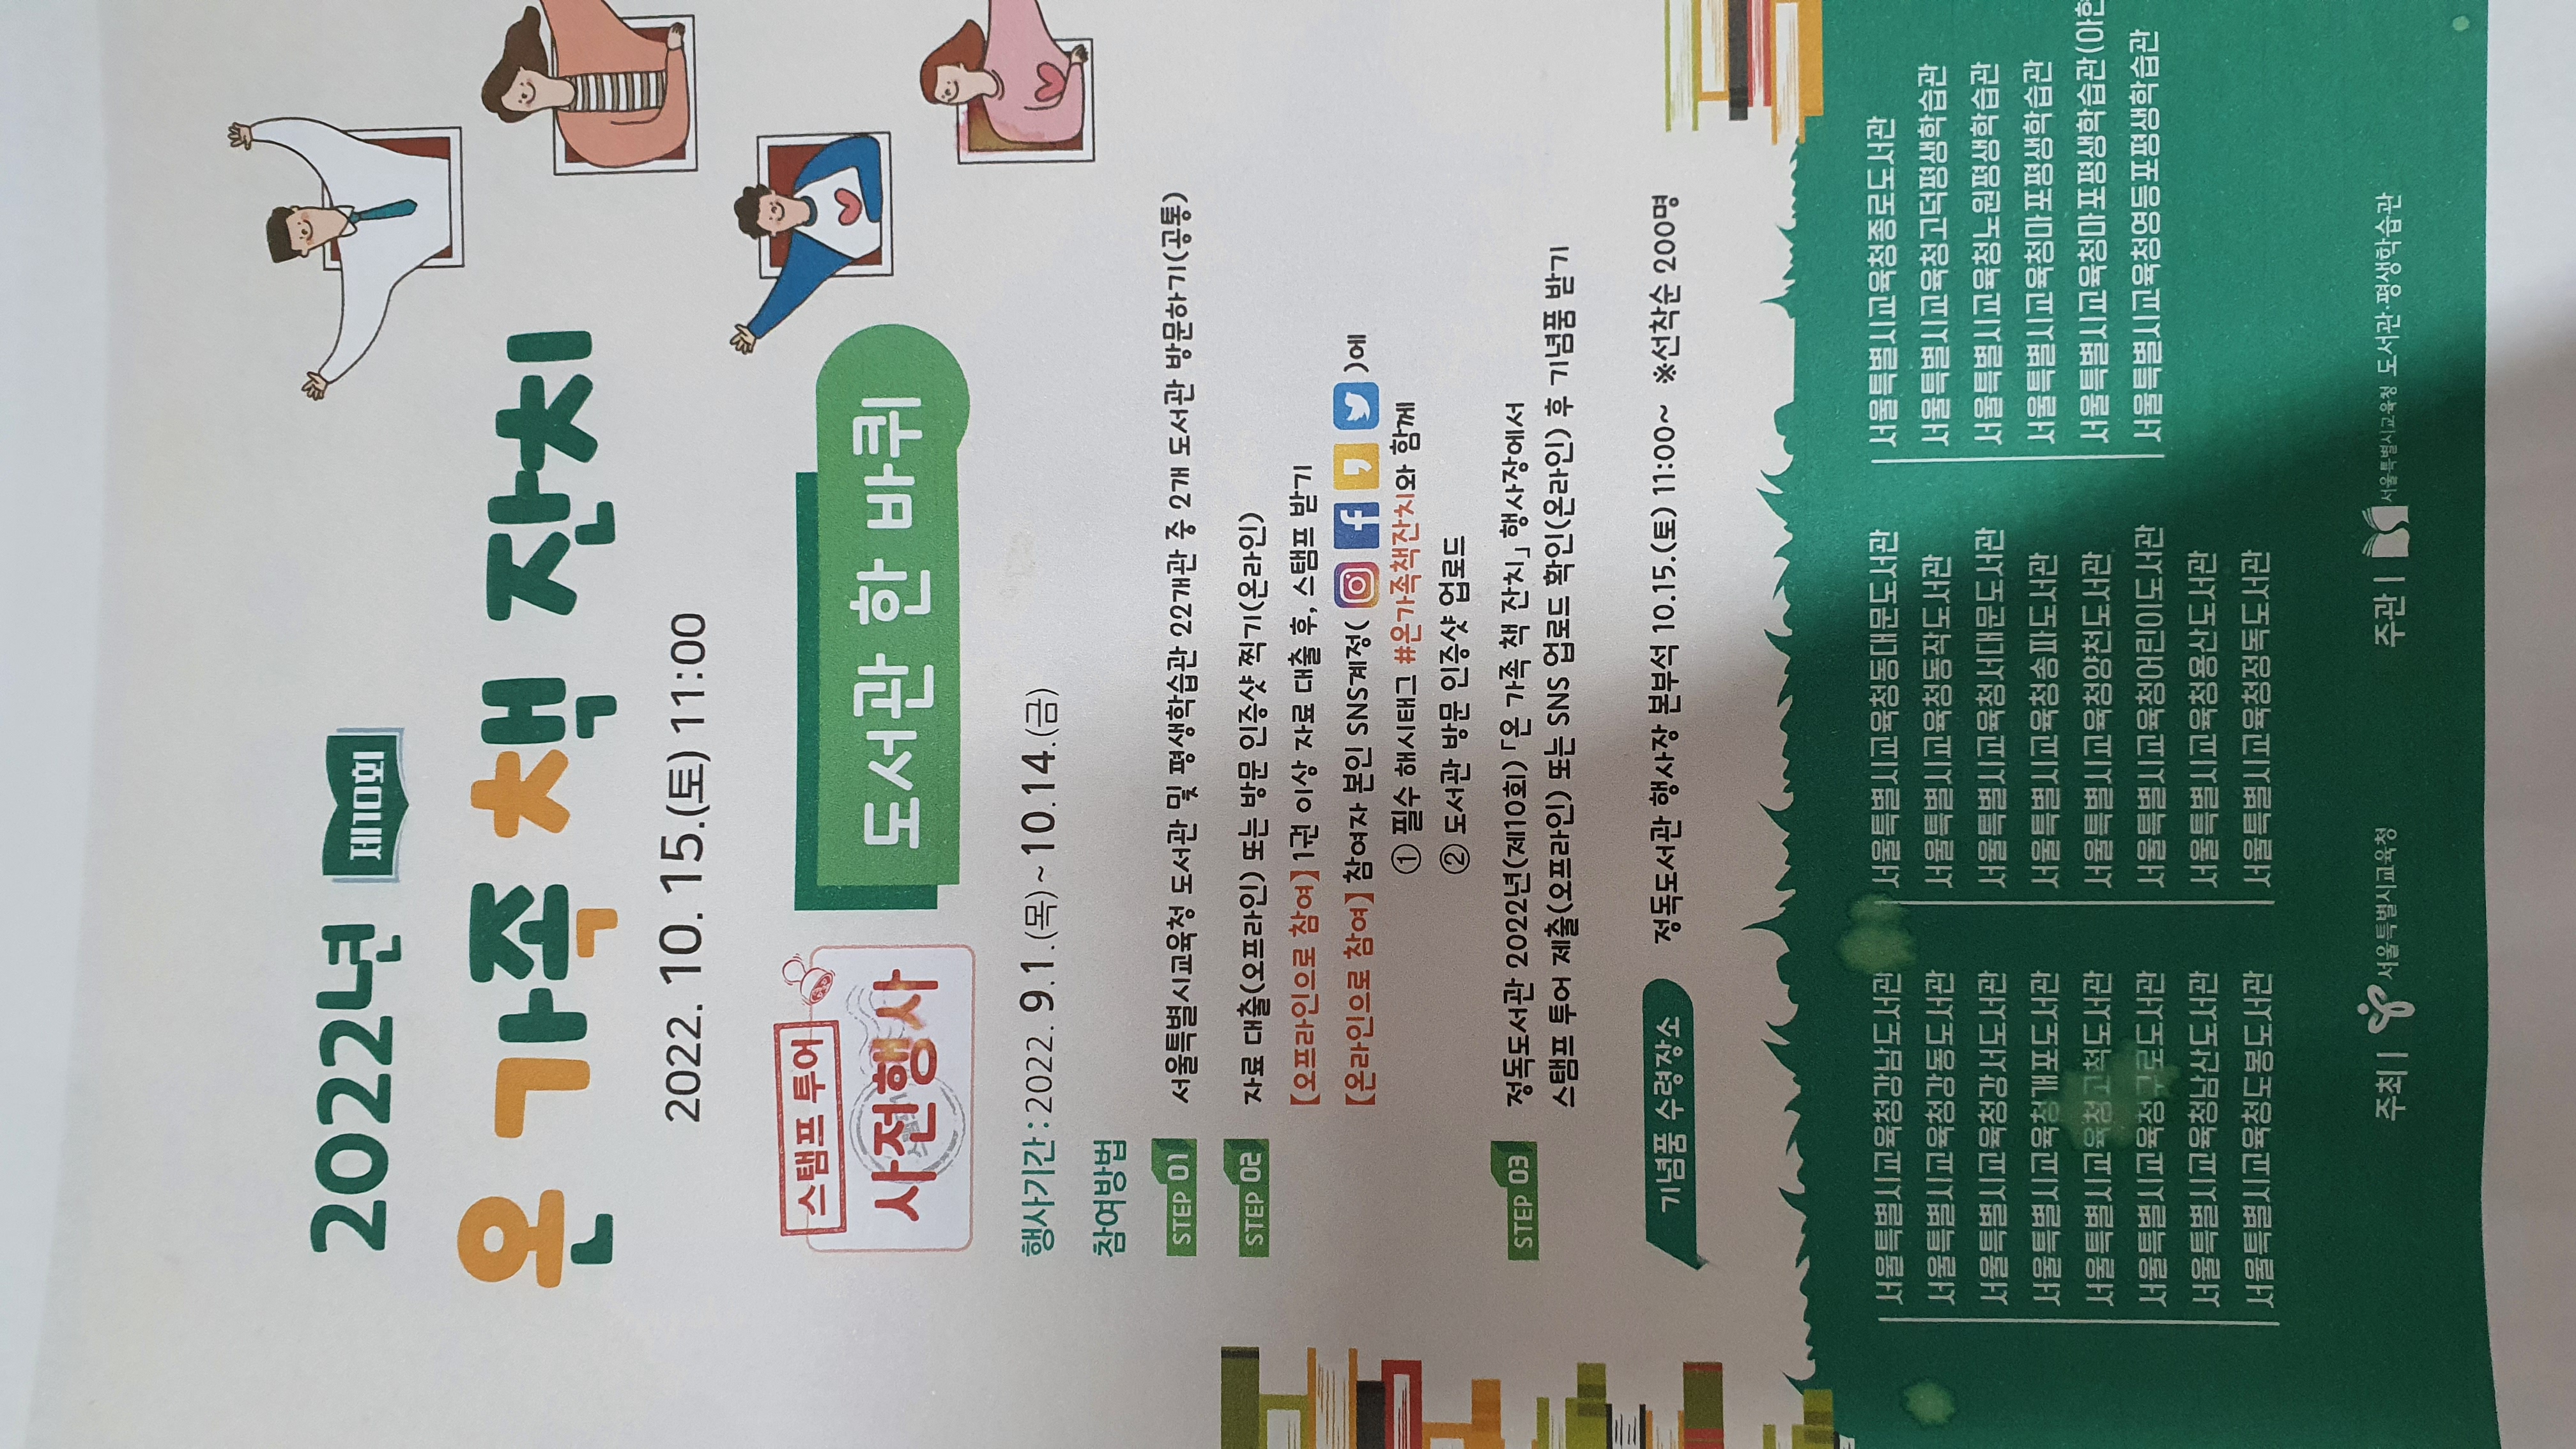 2022년 제10회
온 가족 책 잔치
2022. 10. 15.(토) 11:00
스탬프 투어
사전행사
도서관 한 바퀴
행사기간 : 2022. 9.1.(목) ~ 10.14.(금)
참여방법
STEP 01 서울특별시교육청 도서관 및 평생학습관 22개관 중 2개 도서관 방문하기(공통)
STEP 02 자료 대출(오프라인) 또는 방문 인증샷 찍기(온라인)
【오프라인으로 참여】 1권 이상 자료 대출 후, 스탬프 받기
【온라인으로 참여】 참여자 본인 SNS계정( )에
① 필수 해시태그 #온가족책잔치와 함께
② 도서관 방문 인증샷 업로드
STEP 03 정독도서관 2022년(제10회) 「온 가족 책 잔치」 행사장에서
스탬프 투어 제출(오프라인) 또는 SNS 업로드 확인(온라인) 후 기념품 받기
기념품 수령장소 정독도서관 행사장 본부석 10.15.(토) 11:00~ ※선착순 200명
서울특별시교육청강남도서관
서울특별시교육청강동도서관
서울특별시교육청강서도서관
서울특별시교육청개포도서관
서울특별시교육청고척도서관
서울특별시교육청구로도서관
서울특별시교육청남산도서관
서울특별시교육청도봉도서관
서울특별시교육청동대문도서관
서울특별시교육청동작도서관
서울특별시교육청서대문도서관
서울특별시교육청송파도서관
서울특별시교육청양천도서관
서울특별시교육청어린이도서관
서울특별시교육청용산도서관
서울특별시교육청정독도서관
서울특별시교육청종로도서관
서울특별시교육청고덕평생학습관
서울특별시교육청노원평생학습관
서울특별시교육청마포평생학습관
서울특별시교육청마포평생학습관(아현
서울특별시교육청영등포평생학습관
주최 | 서울특별시교육청
주관 | 서울특별시교육청 도서관·평생학습관